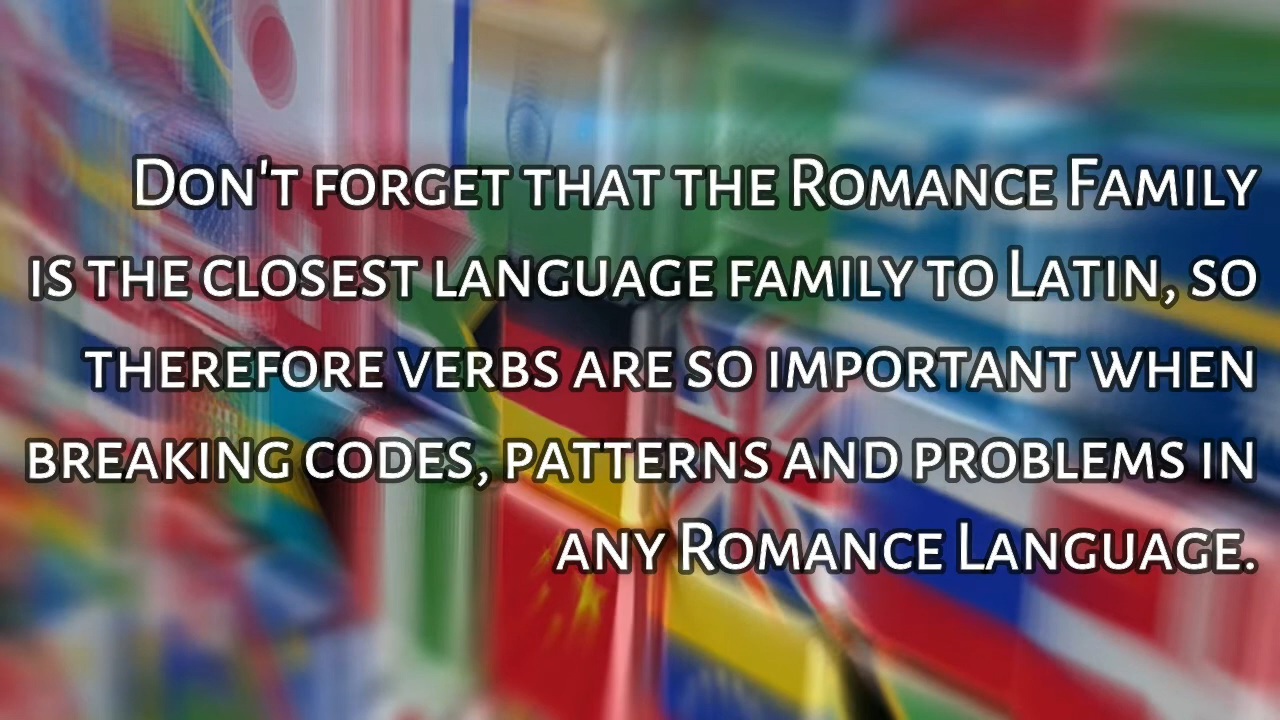 Don't forget that the Romance Family
is the closest language family to Latin, so
therefore verbs are so important when
breaking codes, patterns and problems in
any Romance Language.